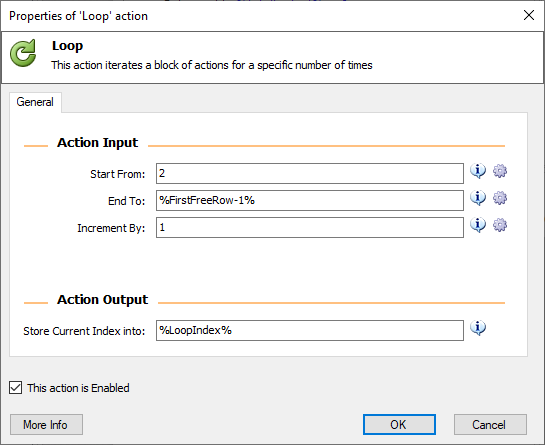 Properties of 'Loop' action
Loop
This action iterates a block of actions for a specific number of times
General
Action Input
Start From: 2
End To: %FirstFreeRow-1%
Increment By: 1
Action Output
Store Current Index into: %LoopIndex%
This action is Enabled
More Info OK Cancel